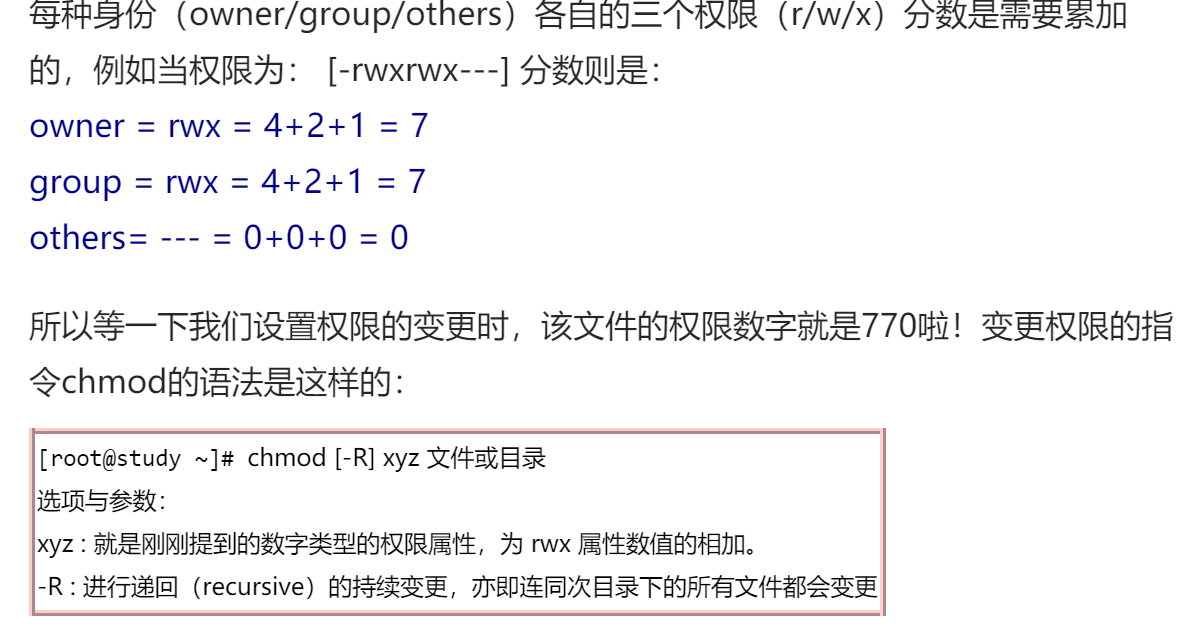 每种身份（owner/group/others）各自的三个权限（r/w/x）分数是需要累加
的，例如当权限为： [-rwxrwx---] 分数则是：
owner = rwx = 4+2+1 = 7
group = rwx = 4+2+1 = 7
others= --- = 0+0+0 = 0
所以等一下我们设置权限的变更时，该文件的权限数字就是770啦！变更权限的指
令chmod的语法是这样的：
[root@study ~]# chmod [-R] xyz 文件或目录
选项与参数：
xyz : 就是刚刚提到的数字类型的权限属性，为 rwx 属性数值的相加。
-R : 进行递回（recursive）的持续变更，亦即连同次目录下的所有文件都会变更